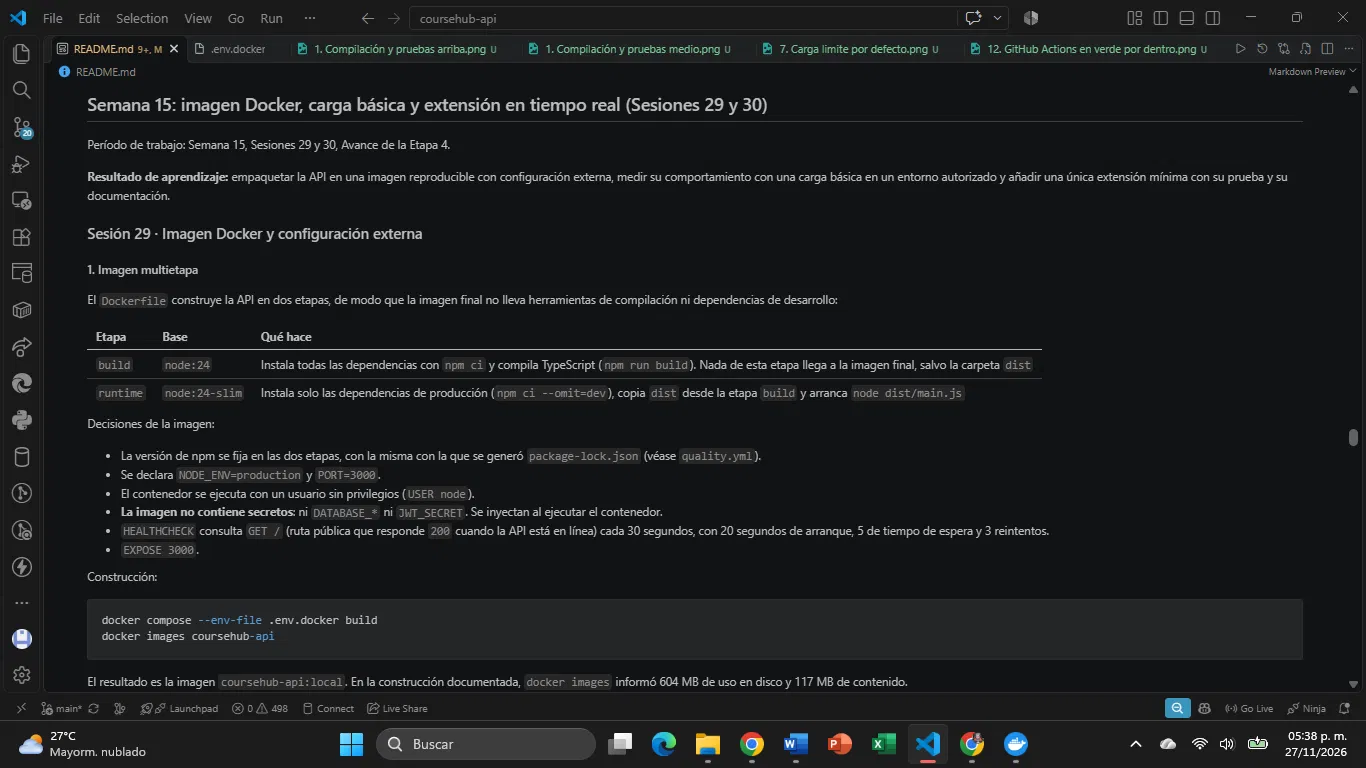 File Edit Selection View Go Run ··· coursehub-api
README.md 9+, M .env.docker 1. Compilación y pruebas arriba.png U 1. Compilación y pruebas medio.png U 7. Carga limite por defecto.png U 12. GitHub Actions en verde por dentro.png U
README.md Markdown Preview
Semana 15: imagen Docker, carga básica y extensión en tiempo real (Sesiones 29 y 30)
Período de trabajo: Semana 15, Sesiones 29 y 30, Avance de la Etapa 4.
Resultado de aprendizaje: empaquetar la API en una imagen reproducible con configuración externa, medir su comportamiento con una carga básica en un entorno autorizado y añadir una única extensión mínima con su prueba y su
documentación.
Sesión 29 · Imagen Docker y configuración externa
1. Imagen multietapa
El Dockerfile construye la API en dos etapas, de modo que la imagen final no lleva herramientas de compilación ni dependencias de desarrollo:
Etapa Base Qué hace
build node:24 Instala todas las dependencias con npm ci y compila TypeScript (npm run build). Nada de esta etapa llega a la imagen final, salvo la carpeta dist
runtime node:24-slim Instala solo las dependencias de producción (npm ci --omit=dev), copia dist desde la etapa build y arranca node dist/main.js
Decisiones de la imagen:
• La versión de npm se fija en las dos etapas, con la misma con la que se generó package-lock.json (véase quality.yml).
• Se declara NODE_ENV=production y PORT=3000.
• El contenedor se ejecuta con un usuario sin privilegios (USER node).
• La imagen no contiene secretos: ni DATABASE_* ni JWT_SECRET. Se inyectan al ejecutar el contenedor.
• HEALTHCHECK consulta GET / (ruta pública que responde 200 cuando la API está en línea) cada 30 segundos, con 20 segundos de arranque, 5 de tiempo de espera y 3 reintentos.
• EXPOSE 3000.
Construcción:
docker compose --env-file .env.docker build
docker images coursehub-api
El resultado es la imagen coursehub-api:local. En la construcción documentada, docker images informó 604 MB de uso en disco y 117 MB de contenido.
20
main* Launchpad 0 498 Connect Live Share Go Live Ninja
27°C
Mayorm. nublado
Buscar
05:38 p. m.
27/11/2026